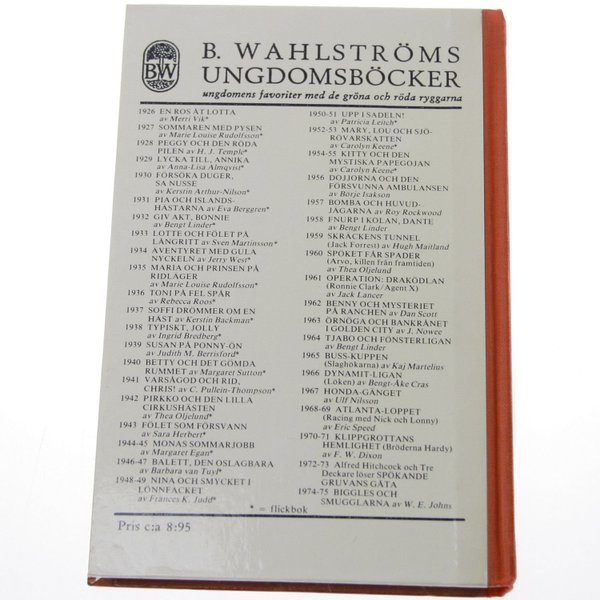 BW
B. WAHLSTRÖMS
UNGDOMSBÖCKER
ungdomens favoriter med de gröna och röda ryggarna
1926 EN ROS ÅT LOTTA
av Merri Vik*
1927 SOMMAREN MED PYSEN
av Marie Louise Rudolfsson*
1928 PEGGY OCH DEN RÖDA
PILEN av H. J. Temple*
1929 LYCKA TILL, ANNIKA
av Anna-Lisa Almqvist*
1930 FÖRSÖKA DUGER,
SA NUSSE
av Kerstin Arthur-Nilson*
1931 PIA OCH ISLANDS-
HÄSTARNA av Eva Berggren*
1932 GIV AKT, BONNIE
av Bengt Linder*
1933 LOTTE OCH FÖLET PÅ
LÅNGRITT av Sven Martinsson*
1934 ÄVENTYRET MED GULA
NYCKELN av Jerry West*
1935 MARIA OCH PRINSEN PÅ
RIDLÄGER
av Marie Louise Rudolfsson*
1936 TONI PÅ FEL SPÅR
av Rebecca Roos*
1937 SOFFI DRÖMMER OM EN
HÄST av Kerstin Backman*
1938 TYPISKT, JOLLY
av Ingrid Bredberg*
1939 SUSAN PÅ PONNY-ÖN
av Judith M. Berrisford*
1940 BETTY OCH DET GÖMDA
RUMMET av Margaret Sutton*
1941 VARSÅGOD OCH RID,
CHRIS! av C. Pullein-Thompson*
1942 PIRKKO OCH DEN LILLA
CIRKUSHÄSTEN
av Thea Oljelund*
1943 FÖLET SOM FÖRSVANN
av Sara Herbert*
1944-45 MONAS SOMMARJOBB
av Margaret Egan*
1946-47 BALETT, DEN OSLAGBARA
av Barbara van Tuyl*
1948-49 NINA OCH SMYCKET I
LÖNNFACKET
av Frances K. Judd*
1950-51 UPP I SADELN!
av Patricia Leitch*
1952-53 MARY, LOU OCH SJÖ-
RÖVARSKATTEN
av Carolyn Keene*
1954-55 KITTY OCH DEN
MYSTISKA PAPEGOJAN
av Carolyn Keene*
1956 DOJJORNA OCH DEN
FÖRSVUNNA AMBULANSEN
av Börje Isakson
1957 BOMBA OCH HUVUD-
JÄGARNA av Roy Rockwood
1958 FNURP I KOLAN, DANTE
av Bengt Linder
1959 SKRÄCKENS TUNNEL
(Jack Forrest) av Hugh Maitland
1960 SPÖKET FÅR SPADER
(Arvo, killen från framtiden)
av Thea Oljelund
1961 OPERATION: DRAKÖDLAN
(Ronnie Clark/Agent X)
av Jack Lancer
1962 BENNY OCH MYSTERIET
PÅ RANCHEN av Dan Scott
1963 ÖRNÖGA OCH BANKRÅNET
I GOLDEN CITY av J. Nowee
1964 TJABO OCH FÖNSTERLIGAN
av Bengt Linder
1965 BUSS-KUPPEN
(Slaghökarna) av Kaj Martelius
1966 DYNAMIT-LIGAN
(Löken) av Bengt-Åke Cras
1967 HONDA-GÄNGET
av Ulf Nilsson
1968-69 ATLANTA-LOPPET
(Racing med Nick och Lonny)
av Eric Speed
1970-71 KLIPPGROTTANS
HEMLIGHET (Bröderna Hardy)
av F. W. Dixon
1972-73 Alfred Hitchcock och Tre
Deckare löser SPÖKANDE
GRUVANS GÅTA
1974-75 BIGGLES OCH
SMUGGLARNA av W. E. Johns
* = flickbok
Pris c:a 8:95